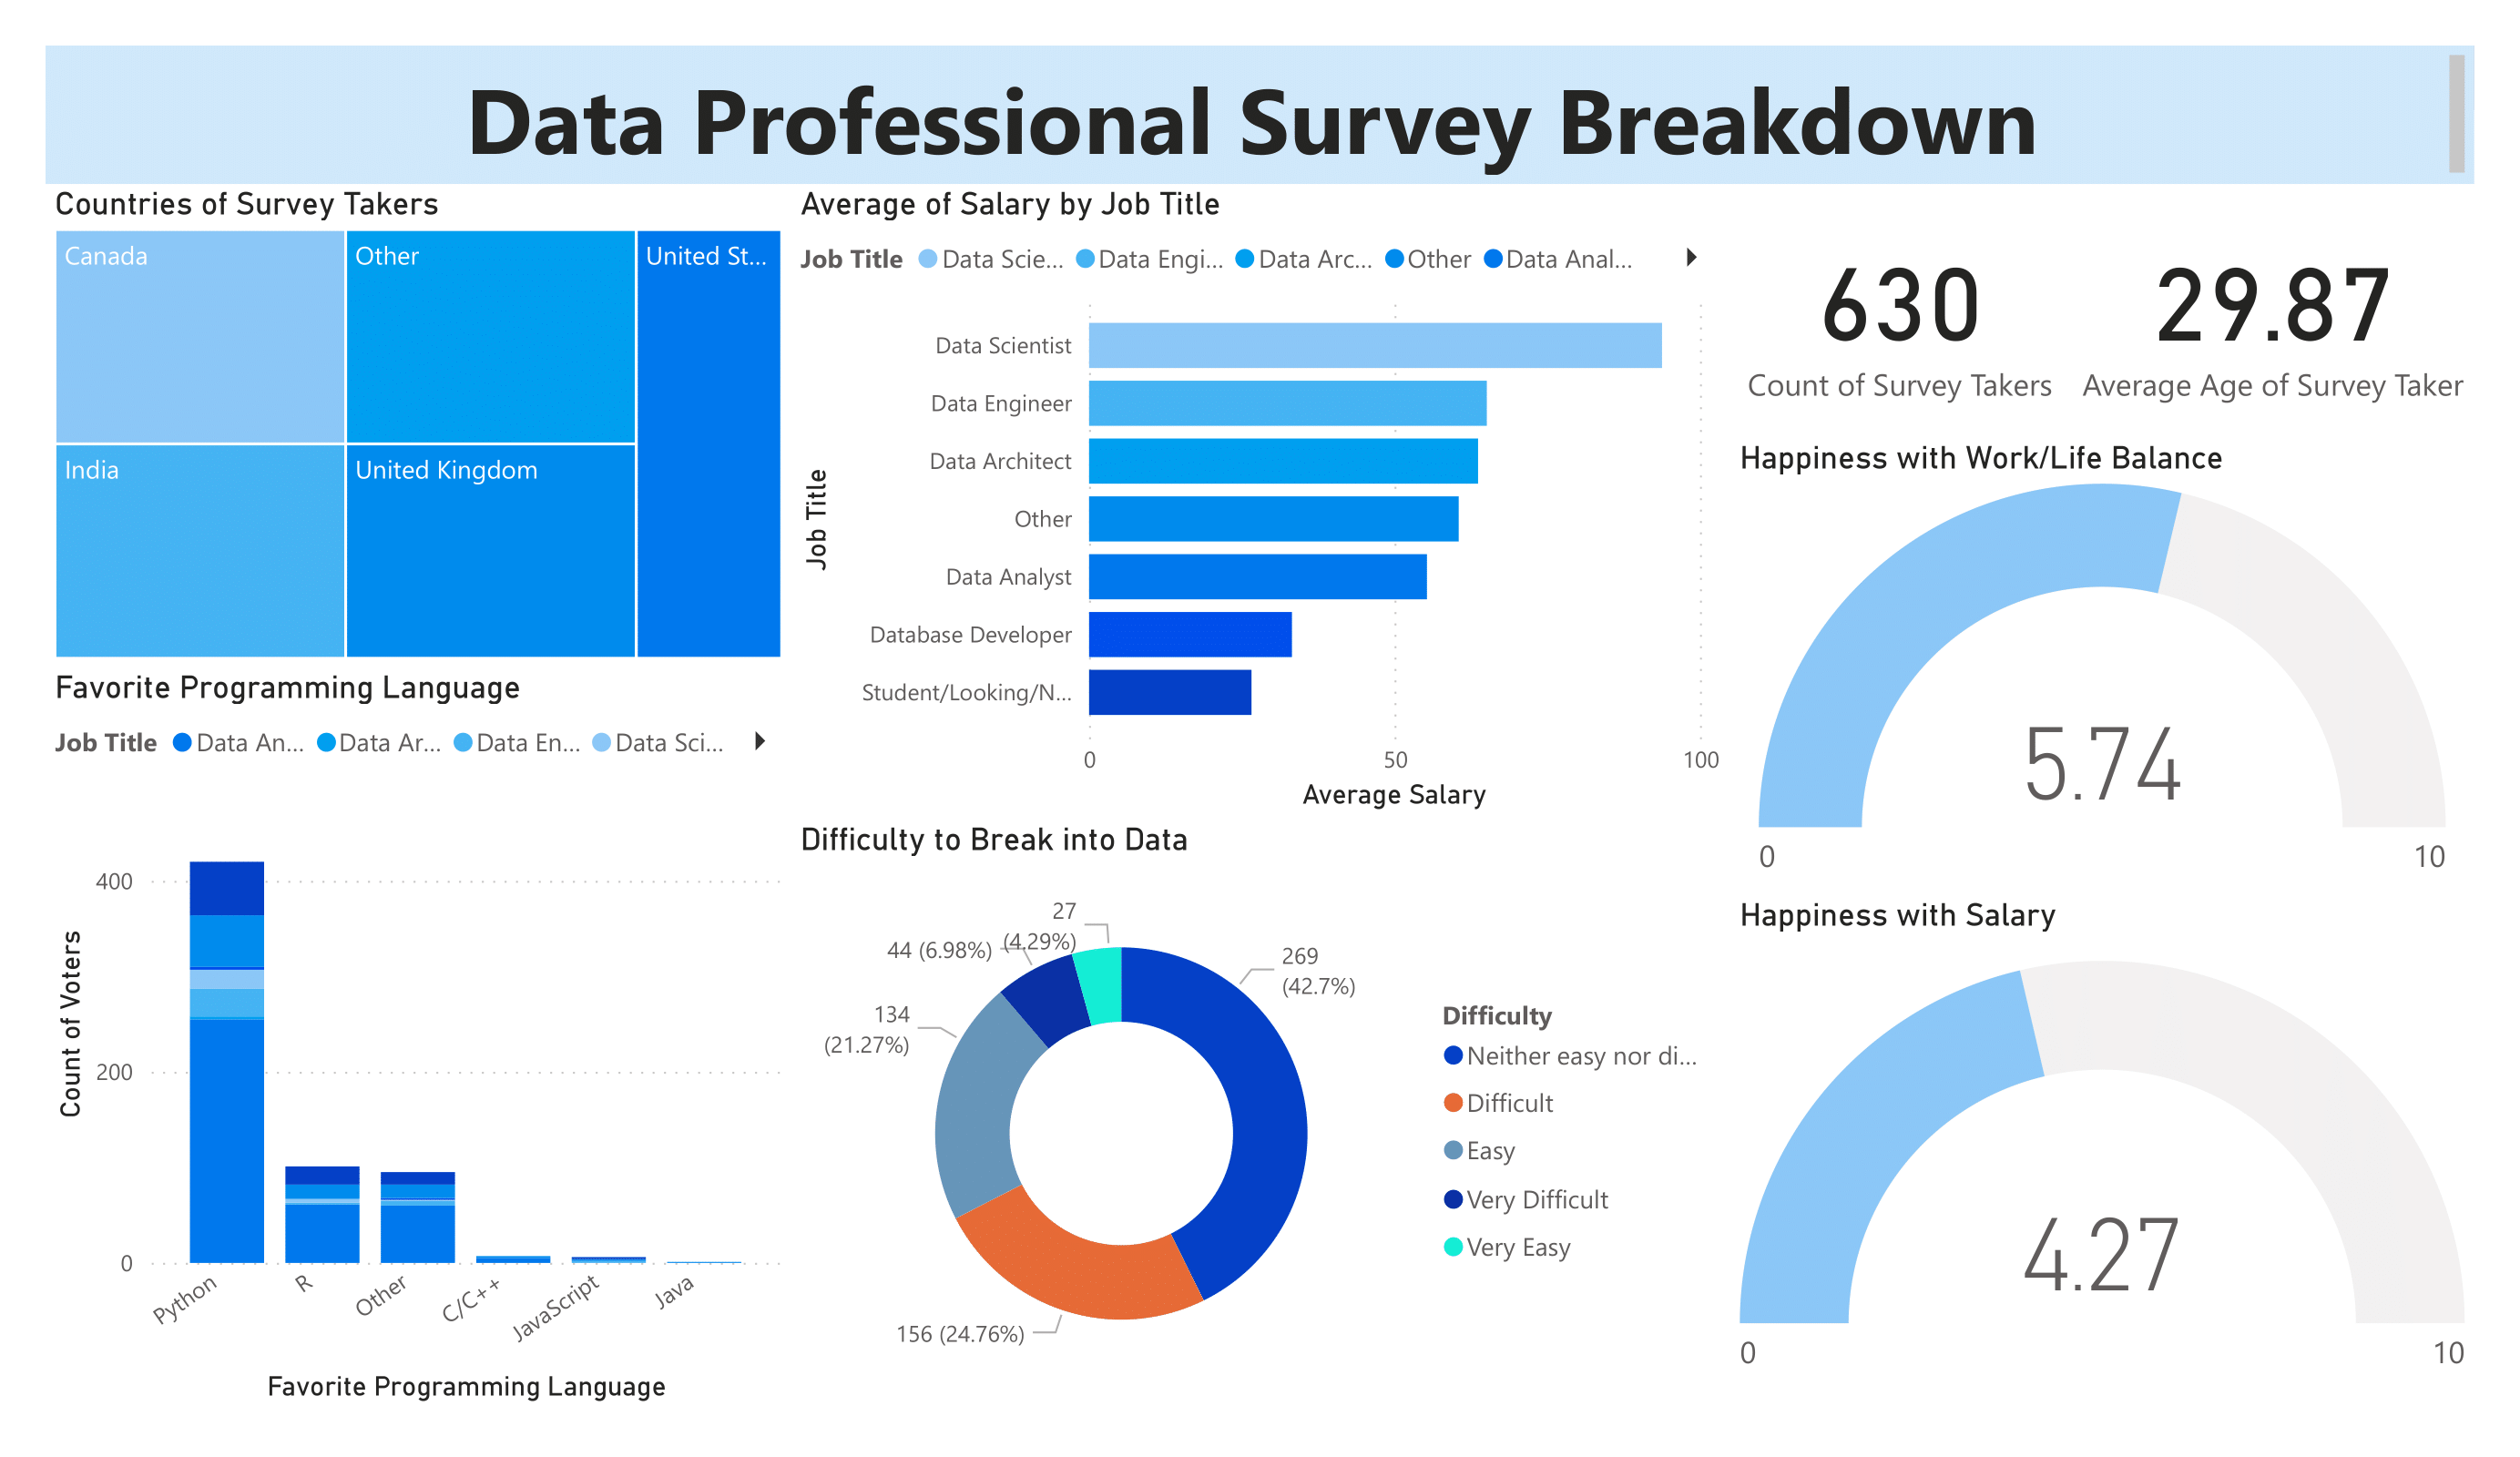 Data Professional Survey Breakdown
Countries of Survey Takers
Canada
Other
United St...
India
United Kingdom
Average of Salary by Job Title
Job Title Data Scie... Data Engi... Data Arc... Other Data Anal...
Job Title
Data Scientist
Data Engineer
Data Architect
Other
Data Analyst
Database Developer
Student/Looking/N...
0 50 100
Average Salary
630
Count of Survey Takers
29.87
Average Age of Survey Taker
Happiness with Work/Life Balance
5.74
0 10
Favorite Programming Language
Job Title Data An... Data Ar... Data En... Data Sci...
Count of Voters
400
200
0
Python R Other C/C++ JavaScript Java
Favorite Programming Language
Difficulty to Break into Data
27
(4.29%)
44 (6.98%)
269
(42.7%)
134
(21.27%)
156 (24.76%)
Difficulty
Neither easy nor di...
Difficult
Easy
Very Difficult
Very Easy
Happiness with Salary
4.27
0 10